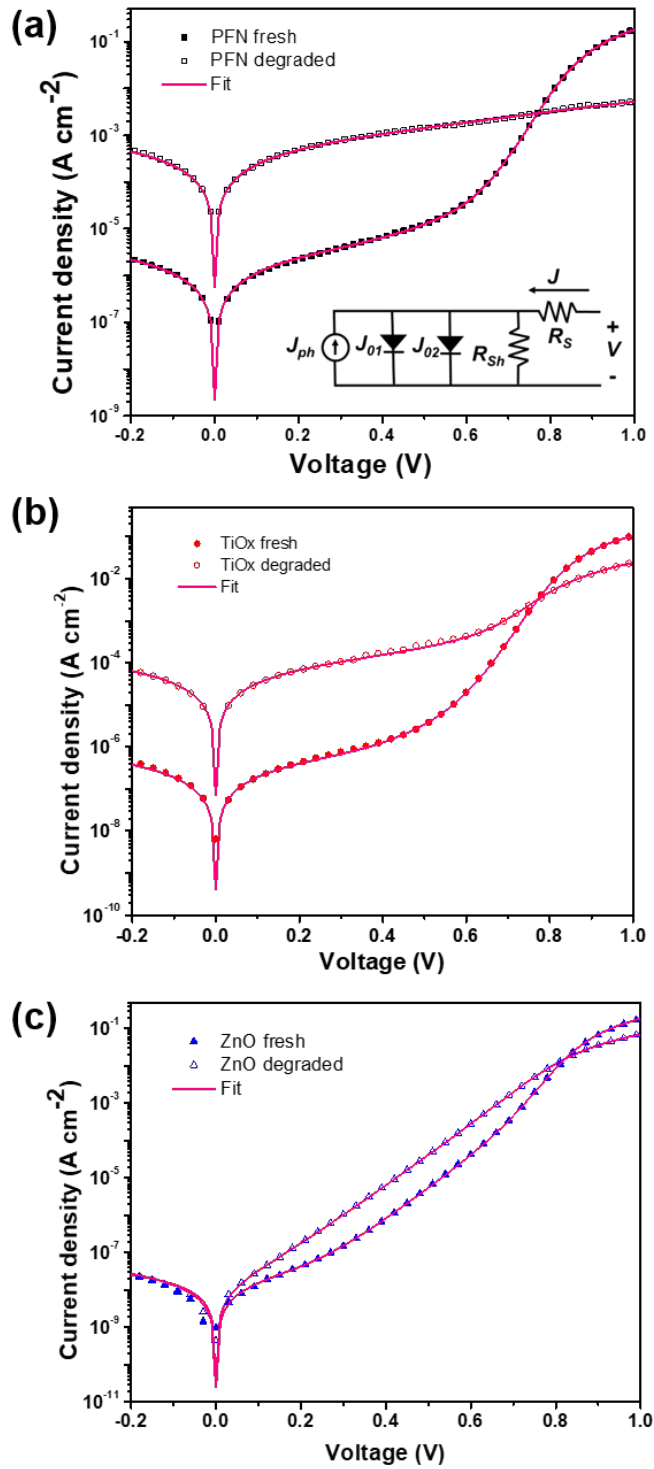 (a)
PFN fresh
PFN degraded
Fit
Current density (A cm⁻²)
10⁻¹
10⁻³
10⁻⁵
10⁻⁷
10⁻⁹
J
J_ph
J_01
J_02
R_Sh
R_S
+
V
-
-0.2 0.0 0.2 0.4 0.6 0.8 1.0
Voltage (V)
(b)
TiOx fresh
TiOx degraded
Fit
Current density (A cm⁻²)
10⁻²
10⁻⁴
10⁻⁶
10⁻⁸
10⁻¹⁰
-0.2 0.0 0.2 0.4 0.6 0.8 1.0
Voltage (V)
(c)
ZnO fresh
ZnO degraded
Fit
Current density (A cm⁻²)
10⁻¹
10⁻³
10⁻⁵
10⁻⁷
10⁻⁹
10⁻¹¹
-0.2 0.0 0.2 0.4 0.6 0.8 1.0
Voltage (V)